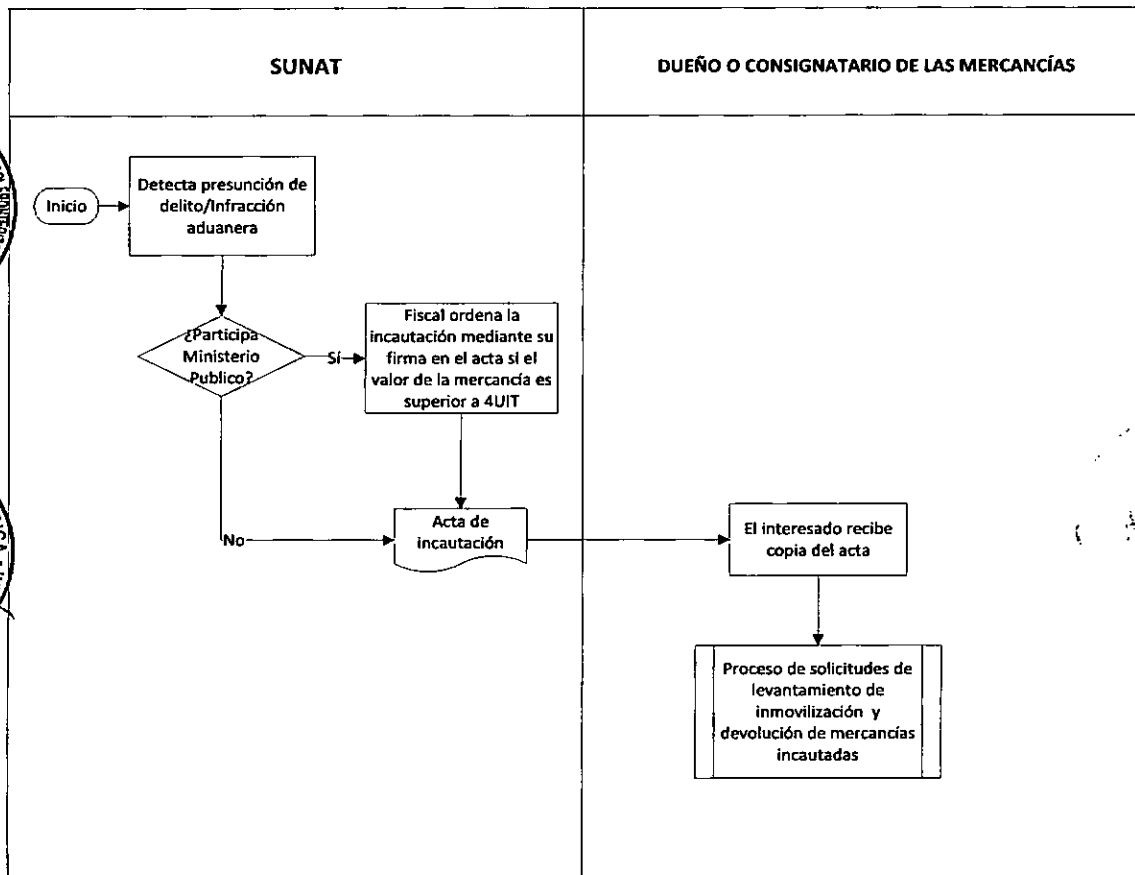 SUNAT
DUEÑO O CONSIGNATARIO DE LAS MERCANCÍAS
Inicio
Detecta presunción de
delito/Infracción
aduanera
¿Participa
Ministerio
Publico?
Sí
Fiscal ordena la
incautación mediante su
firma en el acta si el
valor de la mercancía es
superior a 4UIT
No
Acta de
incautación
El interesado recibe
copia del acta
Proceso de solicitudes de
levantamiento de
inmovilización y
devolución de mercancías
incautadas